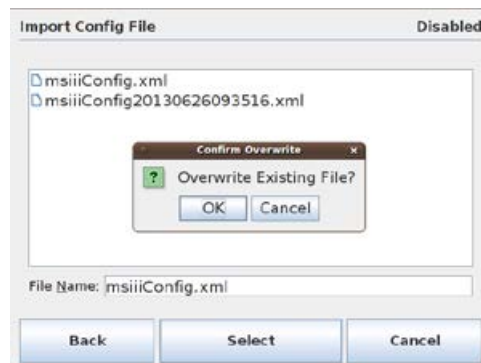 Import Config File Disabled
msiiiConfig.xml
msiiiConfig20130626093516.xml
Confirm Overwrite ×
? Overwrite Existing File?
OK Cancel
File Name: msiiiConfig.xml
Back Select Cancel